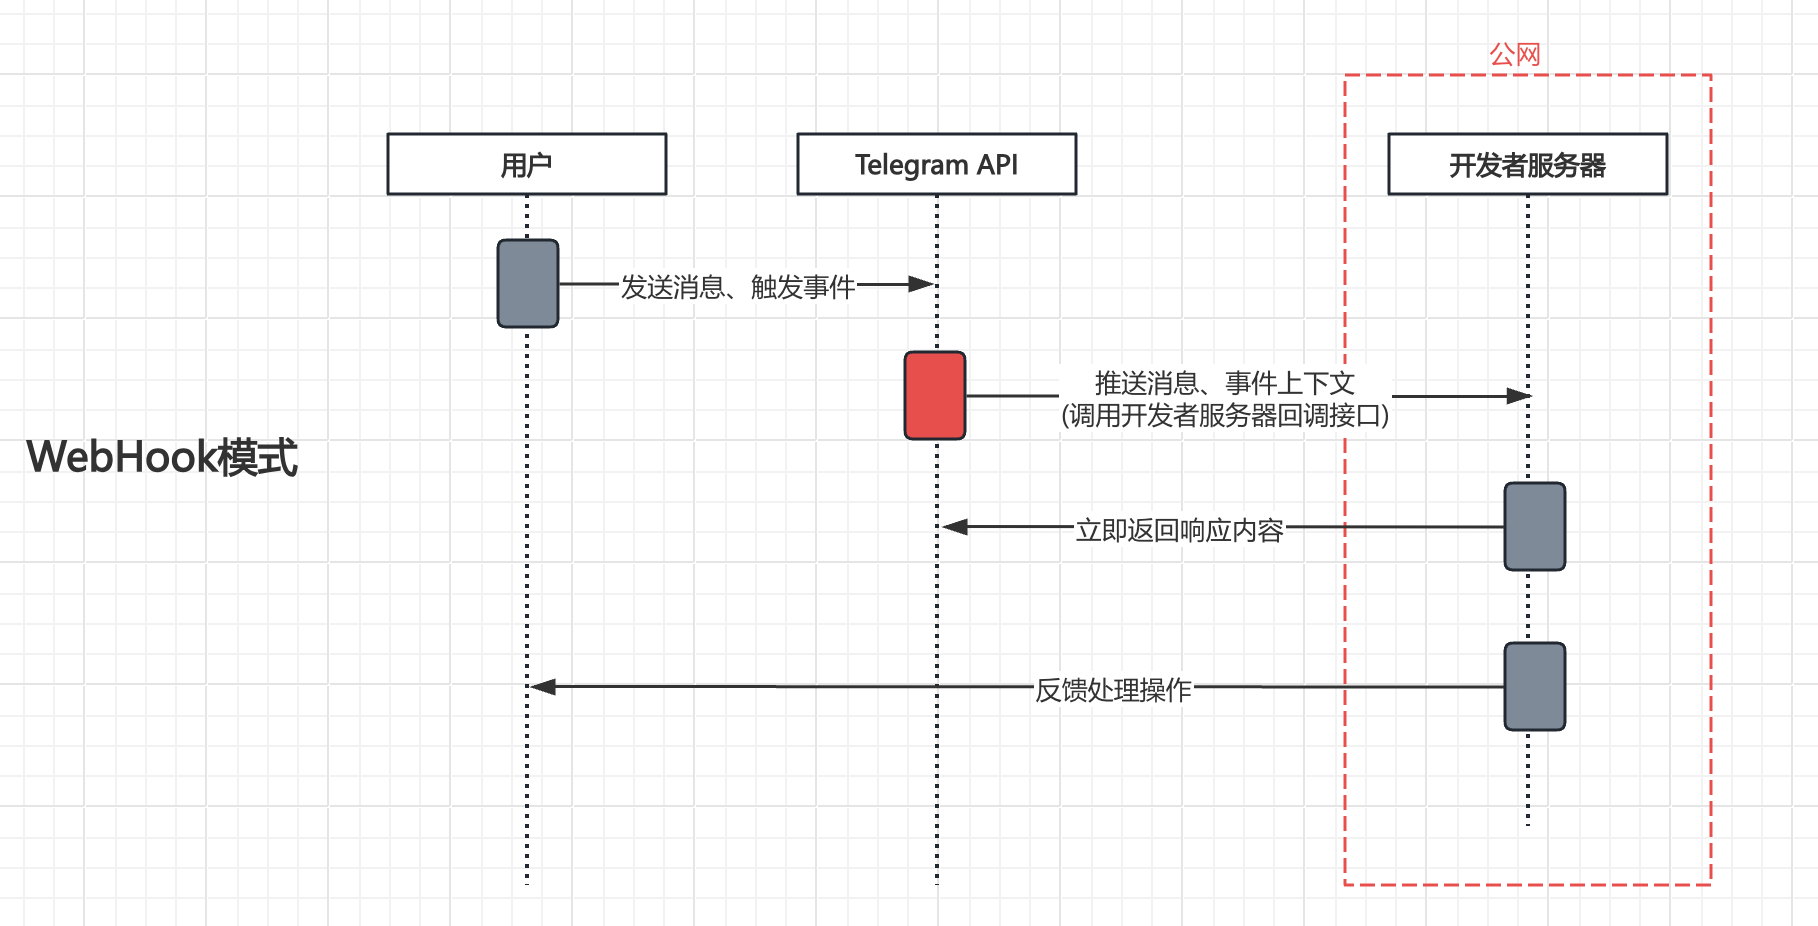 公网
用户
Telegram API
开发者服务器
发送消息、触发事件
推送消息、事件上下文
(调用开发者服务器回调接口)
WebHook模式
立即返回响应内容
反馈处理操作